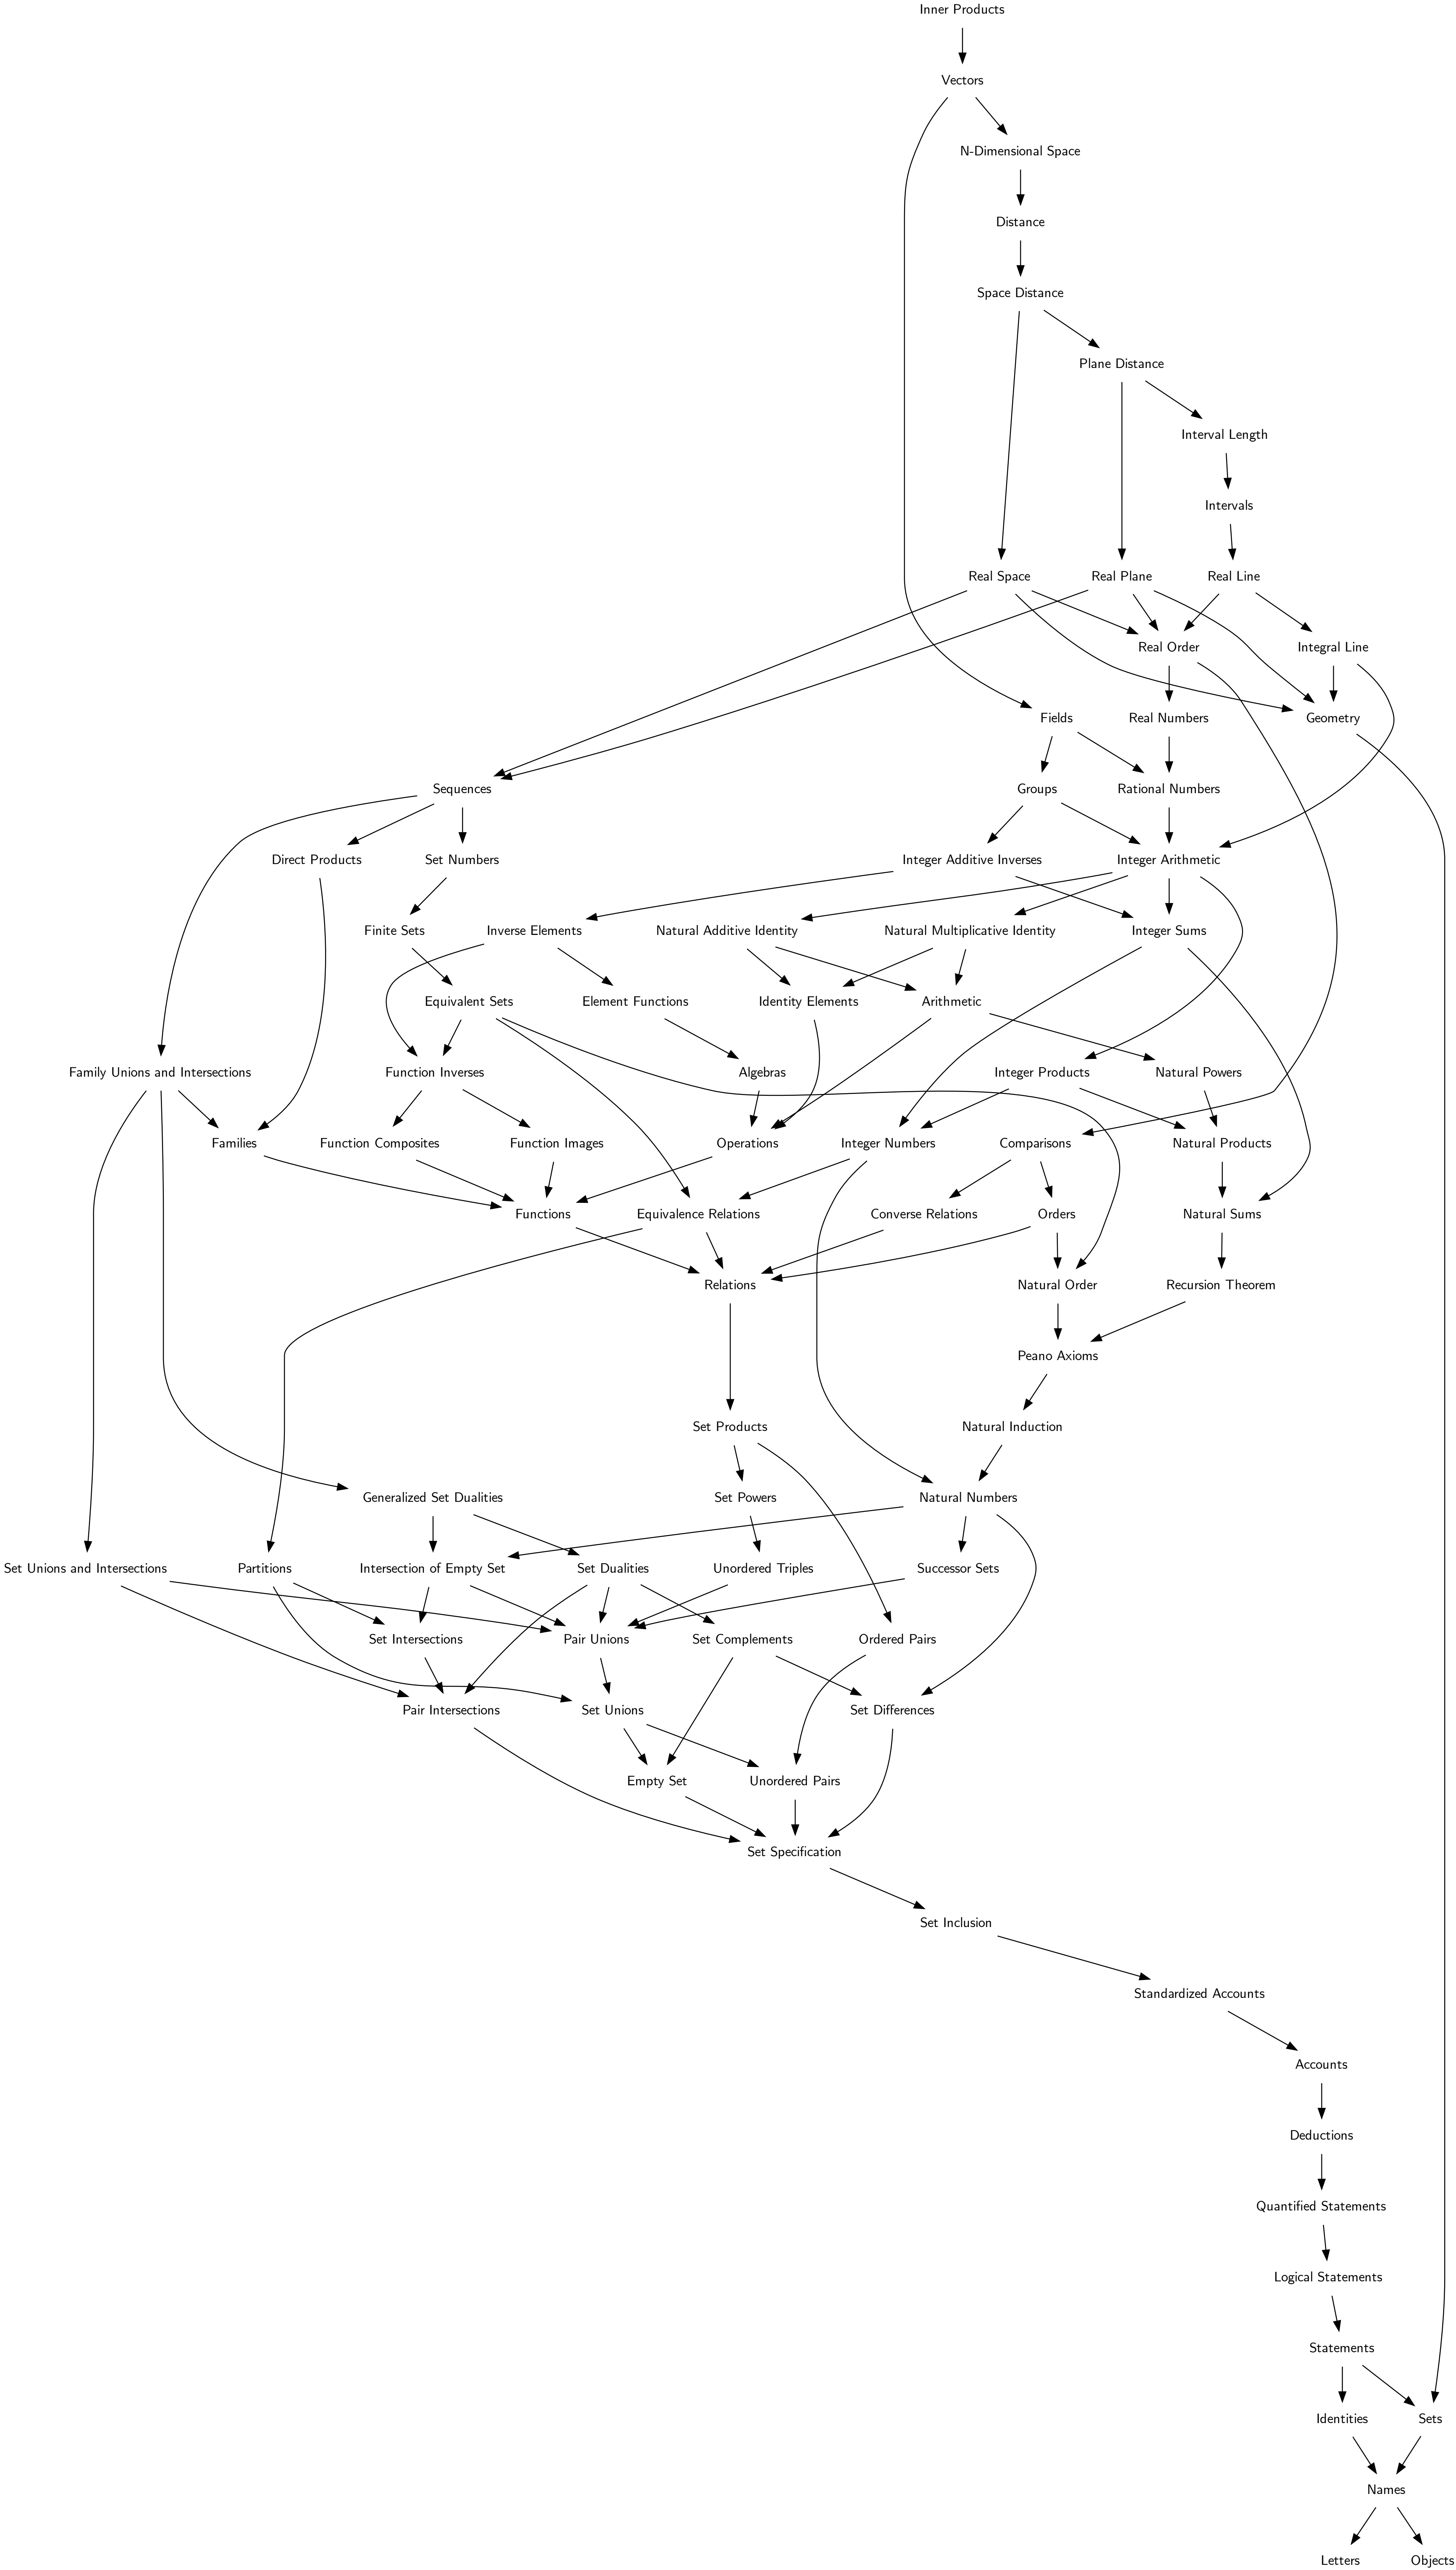 Inner Products
Vectors
N-Dimensional Space
Distance
Space Distance
Plane Distance
Interval Length
Intervals
Real Space
Real Plane
Real Line
Real Order
Integral Line
Fields
Real Numbers
Geometry
Sequences
Groups
Rational Numbers
Direct Products
Set Numbers
Integer Additive Inverses
Integer Arithmetic
Finite Sets
Inverse Elements
Natural Additive Identity
Natural Multiplicative Identity
Integer Sums
Equivalent Sets
Element Functions
Identity Elements
Arithmetic
Family Unions and Intersections
Function Inverses
Algebras
Integer Products
Natural Powers
Families
Function Composites
Function Images
Operations
Integer Numbers
Comparisons
Natural Products
Functions
Equivalence Relations
Converse Relations
Orders
Natural Sums
Relations
Natural Order
Recursion Theorem
Peano Axioms
Set Products
Natural Induction
Generalized Set Dualities
Set Powers
Natural Numbers
Set Unions and Intersections
Partitions
Intersection of Empty Set
Set Dualities
Unordered Triples
Successor Sets
Set Intersections
Pair Unions
Set Complements
Ordered Pairs
Pair Intersections
Set Unions
Set Differences
Empty Set
Unordered Pairs
Set Specification
Set Inclusion
Standardized Accounts
Accounts
Deductions
Quantified Statements
Logical Statements
Statements
Identities
Sets
Names
Letters
Objects